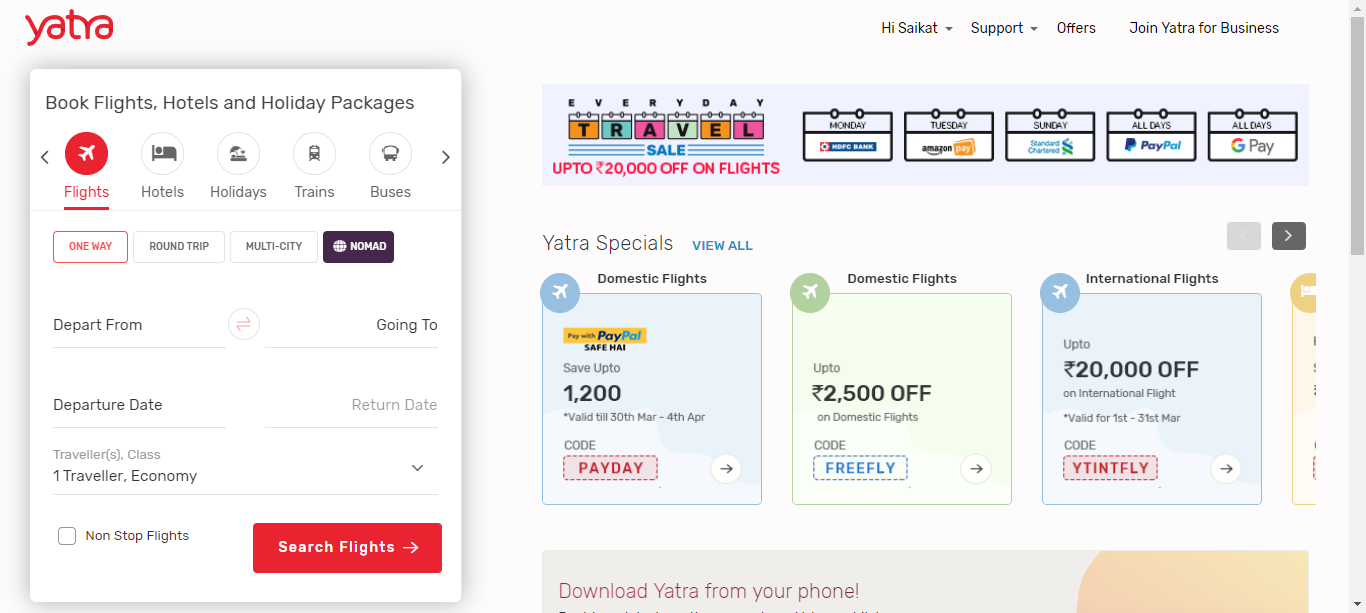 yatra
Hi Saikat
Support
Offers
Join Yatra for Business
Book Flights, Hotels and Holiday Packages
Flights
Hotels
Holidays
Trains
Buses
ONE WAY
ROUND TRIP
MULTI-CITY
NOMAD
Depart From
Going To
Departure Date
Return Date
Traveller(s), Class
1 Traveller, Economy
Non Stop Flights
Search Flights
EVERYDAY
TRAVEL
SALE
UPTO ₹20,000 OFF ON FLIGHTS
MONDAY
HDFC BANK
TUESDAY
amazon pay
SUNDAY
Standard
Chartered
ALL DAYS
PayPal
ALL DAYS
G Pay
Yatra Specials
VIEW ALL
Domestic Flights
Pay with PayPal
SAFE HAI
Save Upto
1,200
*Valid till 30th Mar - 4th Apr
CODE
PAYDAY
Domestic Flights
Upto
₹2,500 OFF
on Domestic Flights
CODE
FREEFLY
International Flights
Upto
₹20,000 OFF
on International Flight
*Valid for 1st - 31st Mar
CODE
YTINTFLY
Download Yatra from your phone!